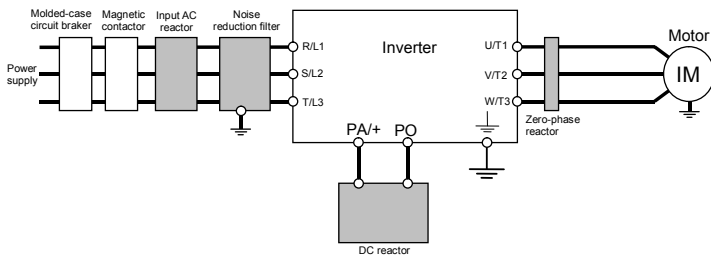 Molded-case
circuit braker
Magnetic
contactor
Input AC
reactor
Noise
reduction filter
Power
supply
R/L1
S/L2
T/L3
Inverter
PA/+
PO
U/T1
V/T2
W/T3
Zero-phase
reactor
Motor
IM
DC reactor